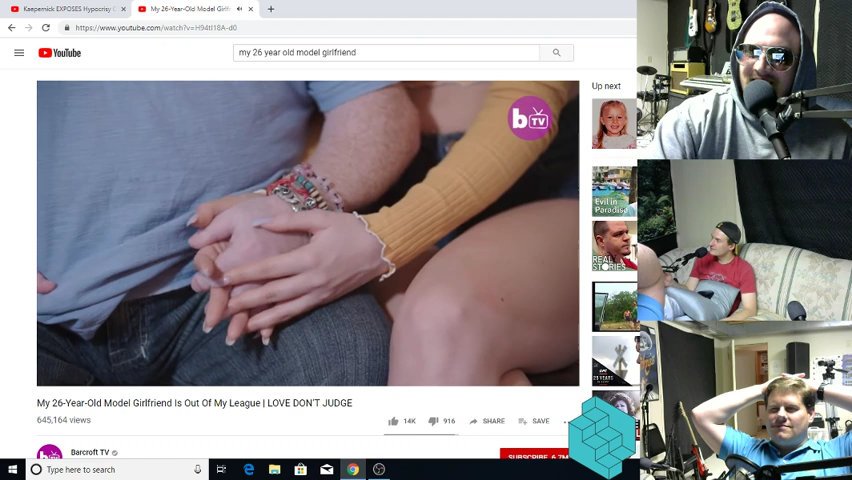 Kaepernick EXPOSES Hypocrisy (
My 26-Year-Old Model Girlfr
https://www.youtube.com/watch?v=H94tI18A-d0
YouTube
my 26 year old model girlfriend
Up next
bTV
Evil in
Paradise
REAL
STORIES
My 26-Year-Old Model Girlfriend Is Out Of My League | LOVE DON'T JUDGE
645,164 views
14K
916
SHARE
SAVE
Barcroft TV
SUBSCRIBE 6.7M
Type here to search